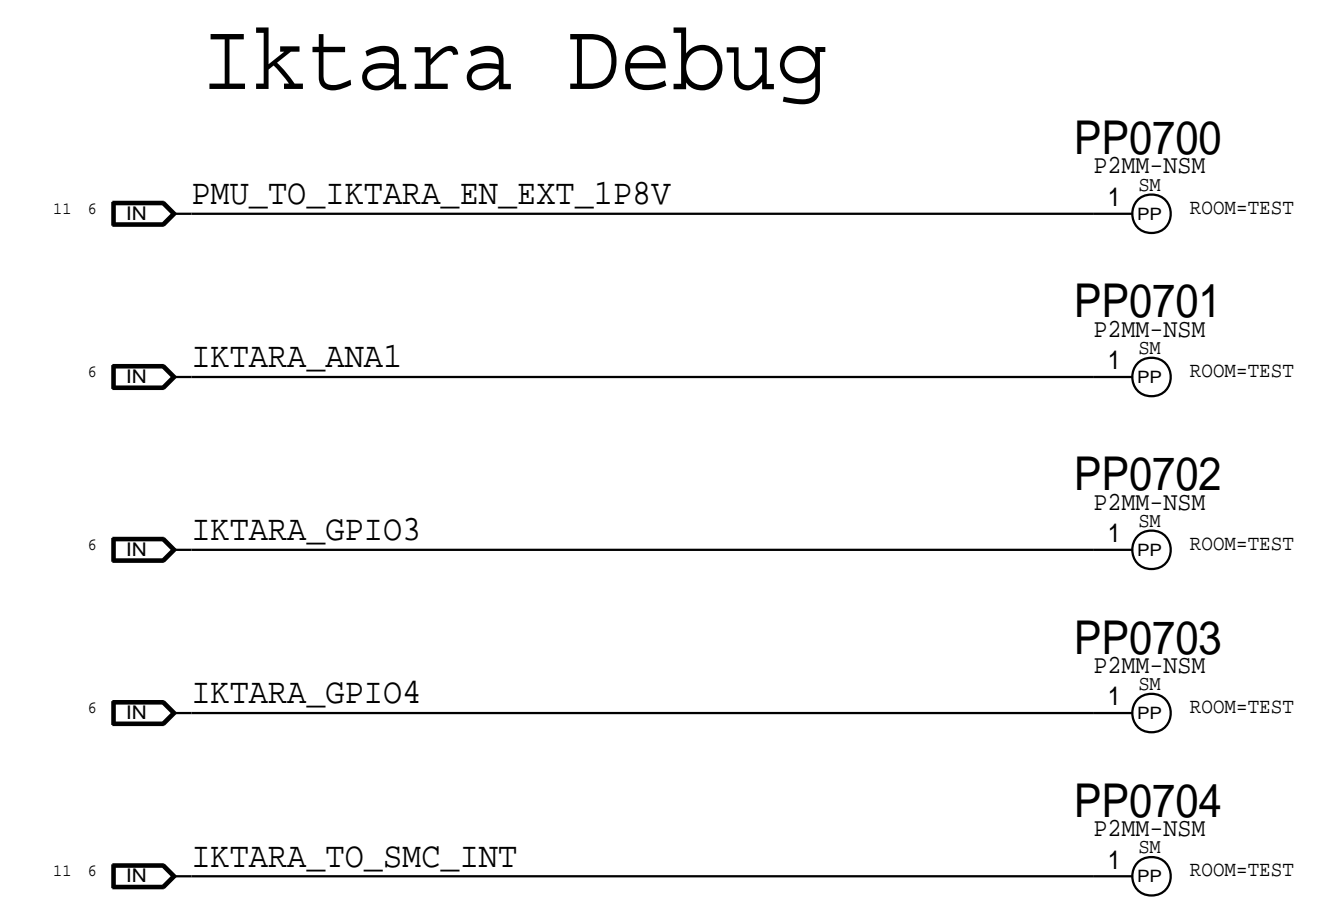 Iktara Debug
PP0700
P2MM-NSM
SM
11 6 IN PMU_TO_IKTARA_EN_EXT_1P8V 1 PP ROOM=TEST
PP0701
P2MM-NSM
SM
6 IN IKTARA_ANA1 1 PP ROOM=TEST
PP0702
P2MM-NSM
SM
6 IN IKTARA_GPIO3 1 PP ROOM=TEST
PP0703
P2MM-NSM
SM
6 IN IKTARA_GPIO4 1 PP ROOM=TEST
PP0704
P2MM-NSM
SM
11 6 IN IKTARA_TO_SMC_INT 1 PP ROOM=TEST